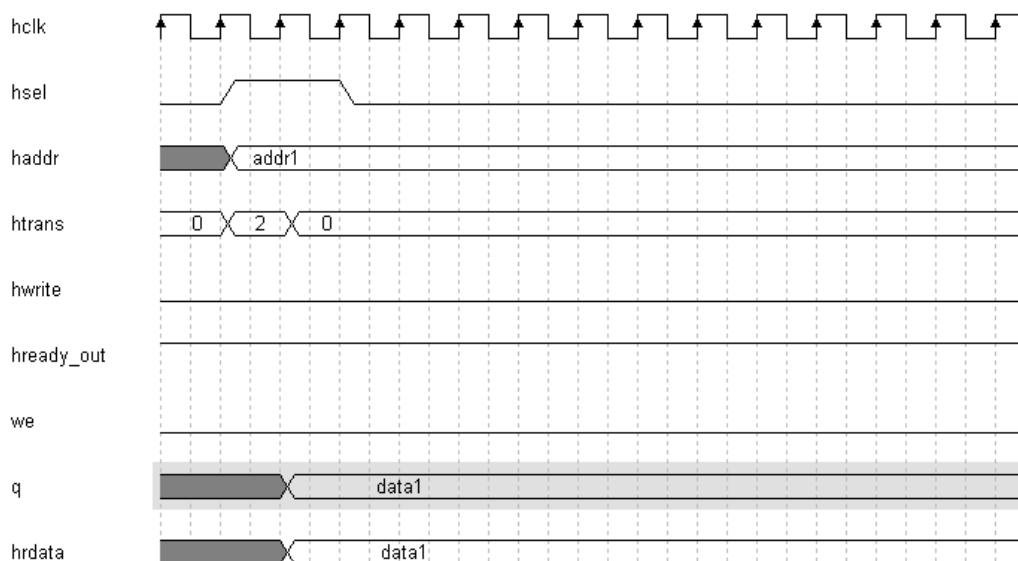 hclk
hsel
haddr addr1
htrans 0 2 0
hwrite
hready_out
we
q data1
hrdata data1